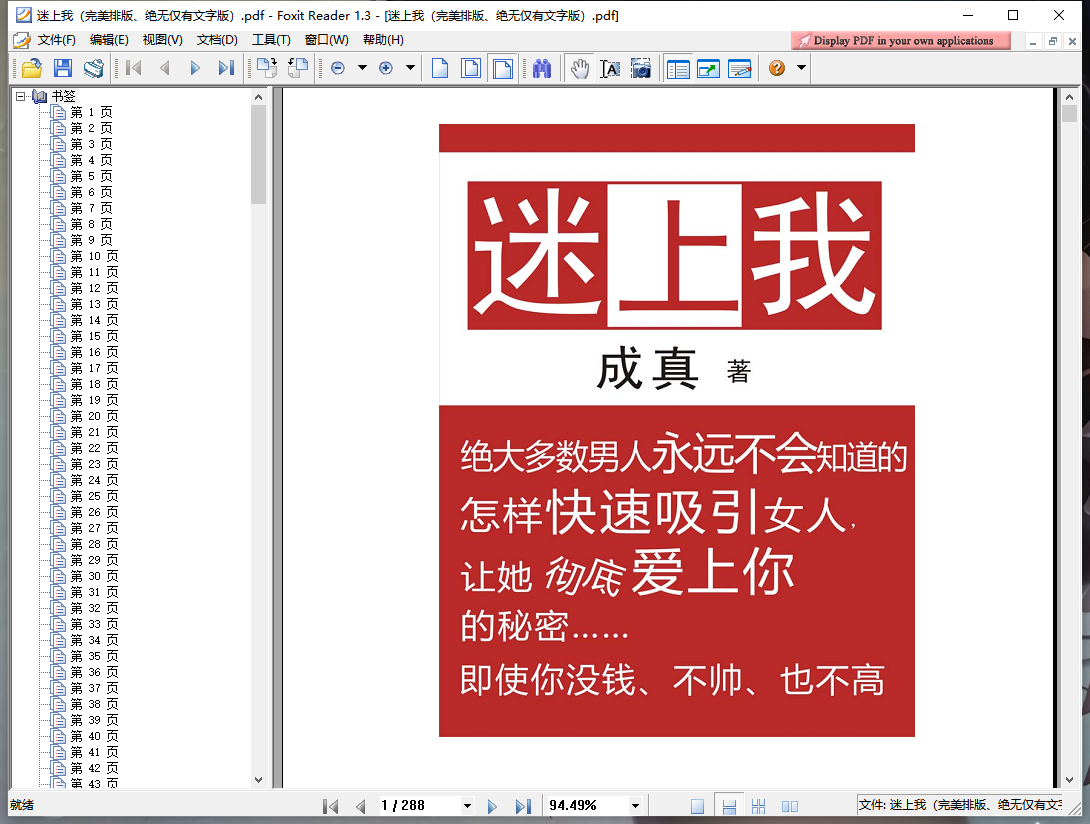 迷上我（完美排版、绝无仅有文字版）.pdf - Foxit Reader 1.3 - [迷上我（完美排版、绝无仅有文字版）.pdf]
文件(F) 编辑(E) 视图(V) 文档(D) 工具(T) 窗口(W) 帮助(H)
Display PDF in your own applications
书签
第 1 页
第 2 页
第 3 页
第 4 页
第 5 页
第 6 页
第 7 页
第 8 页
第 9 页
第 10 页
第 11 页
第 12 页
第 13 页
第 14 页
第 15 页
第 16 页
第 17 页
第 18 页
第 19 页
第 20 页
第 21 页
第 22 页
第 23 页
第 24 页
第 25 页
第 26 页
第 27 页
第 28 页
第 29 页
第 30 页
第 31 页
第 32 页
第 33 页
第 34 页
第 35 页
第 36 页
第 37 页
第 38 页
第 39 页
第 40 页
第 41 页
第 42 页
第 43 页
迷上我
成真 著
绝大多数男人永远不会知道的
怎样快速吸引女人，
让她彻底爱上你
的秘密……
即使你没钱、不帅、也不高
就绪
1 / 288
94.49%
文件: 迷上我（完美排版、绝无仅有文字